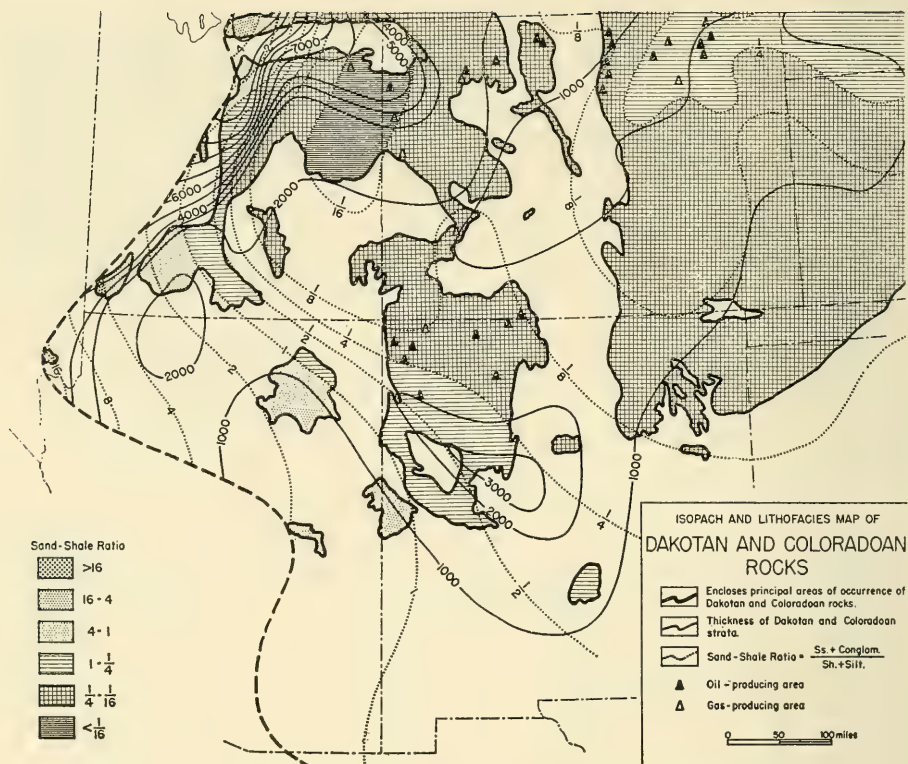 4000
5000
7000
1/8
1/4
1000
6000
4000
2000
1/16
1/8
1/8
1/2
1/4
1
2
2000
16
8
4
2
1/8
1000
1000
3000
2000
1/4
1000
1/2
Sand-Shale Ratio
>16
16-4
4-1
1-1/4
1/4-1/16
<1/16
ISOPACH AND LITHOFACIES MAP OF
DAKOTAN AND COLORADOAN
ROCKS
Encloses principal areas of occurrence of
Dakotan and Coloradoan rocks.
Thickness of Dakotan and Coloradoan
strata.
Sand-Shale Ratio = Ss. + Conglom. / Sh. + Silt.
Oil-producing area
Gas-producing area
0 50 100 miles